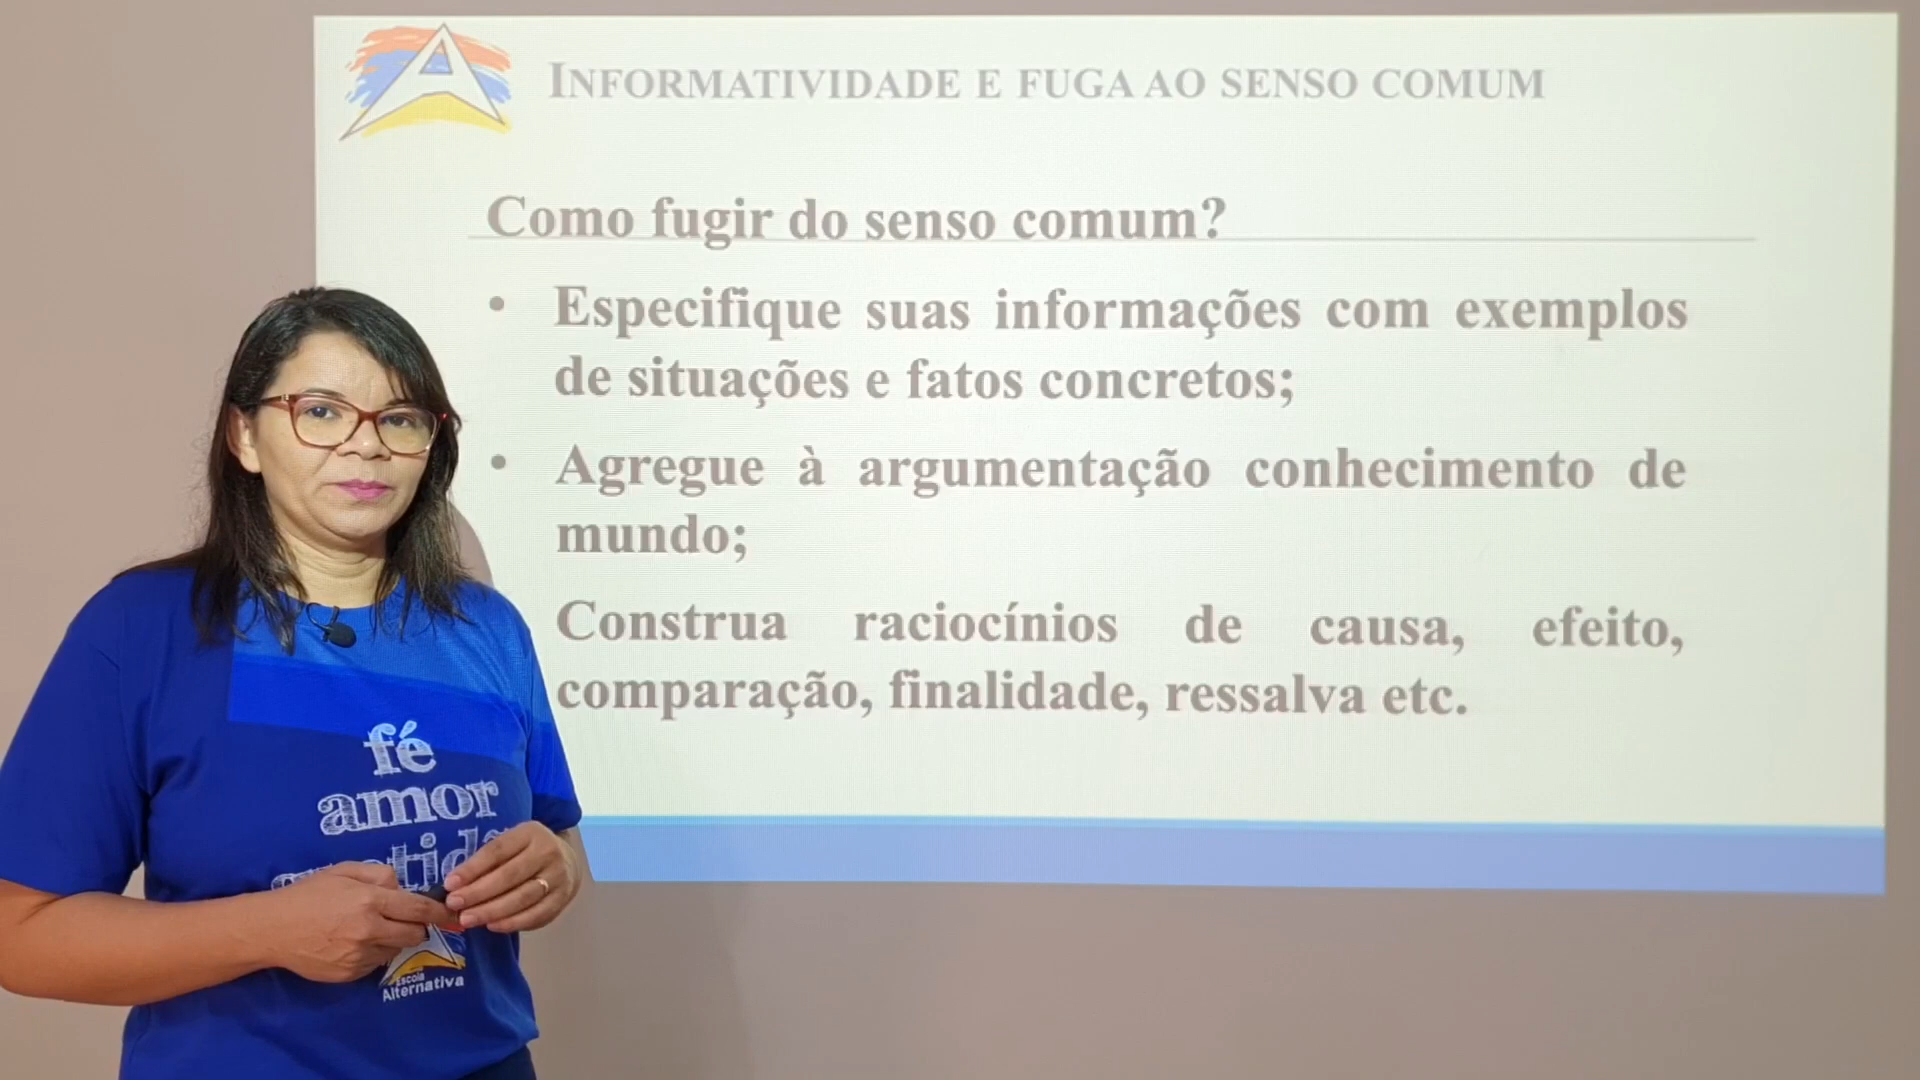 INFORMATIVIDADE E FUGA AO SENSO COMUM
Como fugir do senso comum?
• Especifique suas informações com exemplos
de situações e fatos concretos;
• Agregue à argumentação conhecimento de
mundo;
Construa raciocínios de causa, efeito,
comparação, finalidade, ressalva etc.
fé
amor
Escola
Alternativa